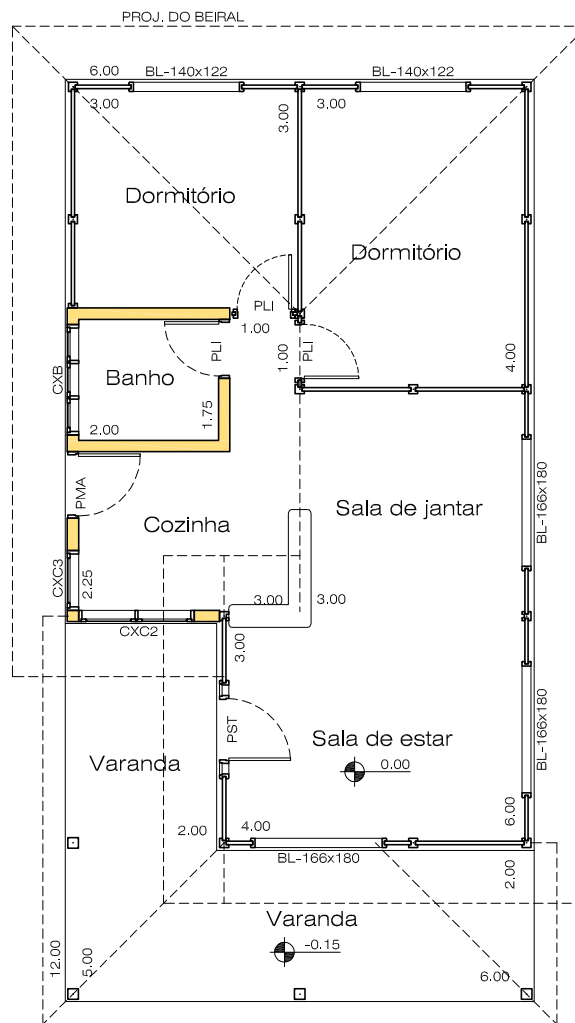 PROJ. DO BEIRAL
6.00
BL-140x122
BL-140x122
3.00
3.00
3.00
Dormitório
Dormitório
PLI
1.00
PLI
1.00
PLI
4.00
CXB
Banho
2.00
1.75
PMA
Cozinha
Sala de jantar
BL-166x180
CXC3
2.25
3.00
3.00
CXC2
3.00
PST
Sala de estar
BL-166x180
Varanda
0.00
6.00
2.00
4.00
BL-166x180
2.00
Varanda
-0.15
12.00
5.00
6.00